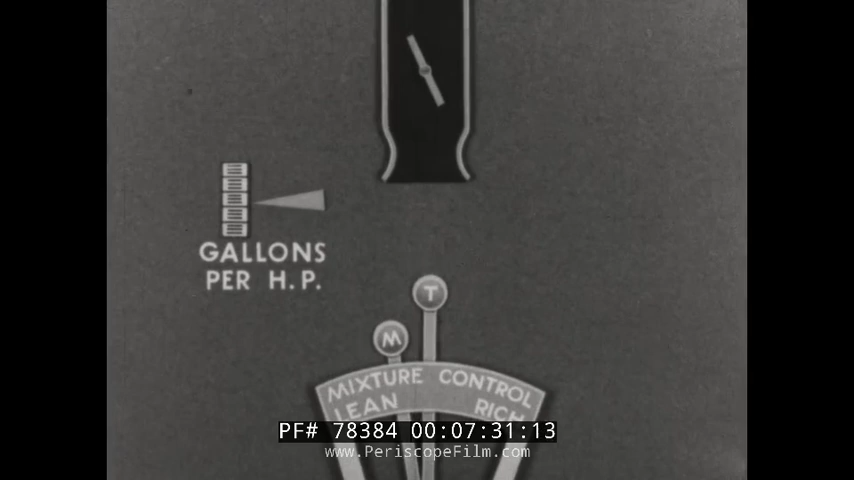 GALLONS
PER H.P.
T
M
MIXTURE CONTROL
LEAN RICH
PF# 78384 00:07:31:13
www.PeriscopeFilm.com